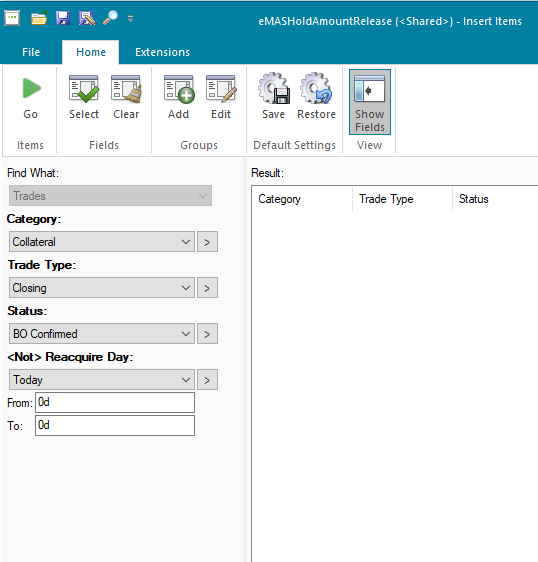 eMASHoldAmountRelease (<Shared>) - Insert Items
File Home Extensions
Go Select Clear Add Edit Save Restore Show Fields
Items Fields Groups Default Settings View
Find What:
Trades
Category:
Collateral >
Trade Type:
Closing >
Status:
BO Confirmed >
<Not> Reacquire Day:
Today >
From: 0d
To: 0d
Result:
Category Trade Type Status